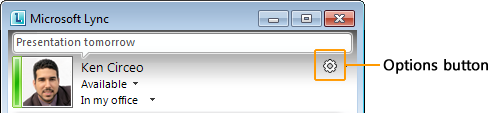 Microsoft Lync
Presentation tomorrow
Ken Circeo
Available
In my office
Options button